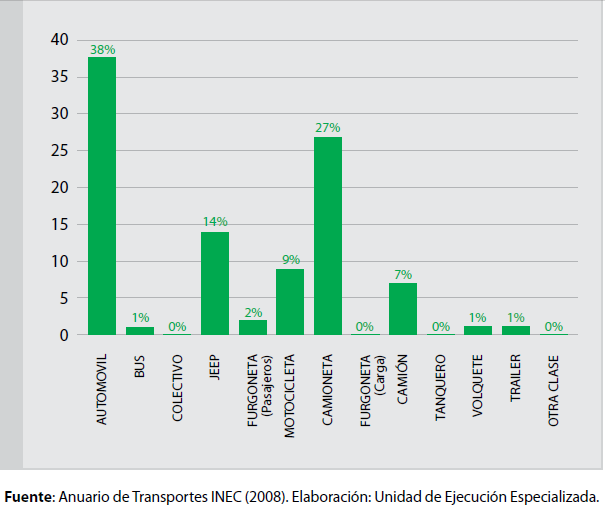 40
35
30
25
20
15
10
5
0
38%
1%
0%
14%
2%
9%
27%
0%
7%
0%
1%
1%
0%
AUTOMOVIL
BUS
COLECTIVO
JEEP
FURGONETA
(Pasajeros)
MOTOCICLETA
CAMIONETA
FURGONETA
(Carga)
CAMIÓN
TANQUERO
VOLQUETE
TRAILER
OTRA CLASE
Fuente: Anuario de Transportes INEC (2008). Elaboración: Unidad de Ejecución Especializada.